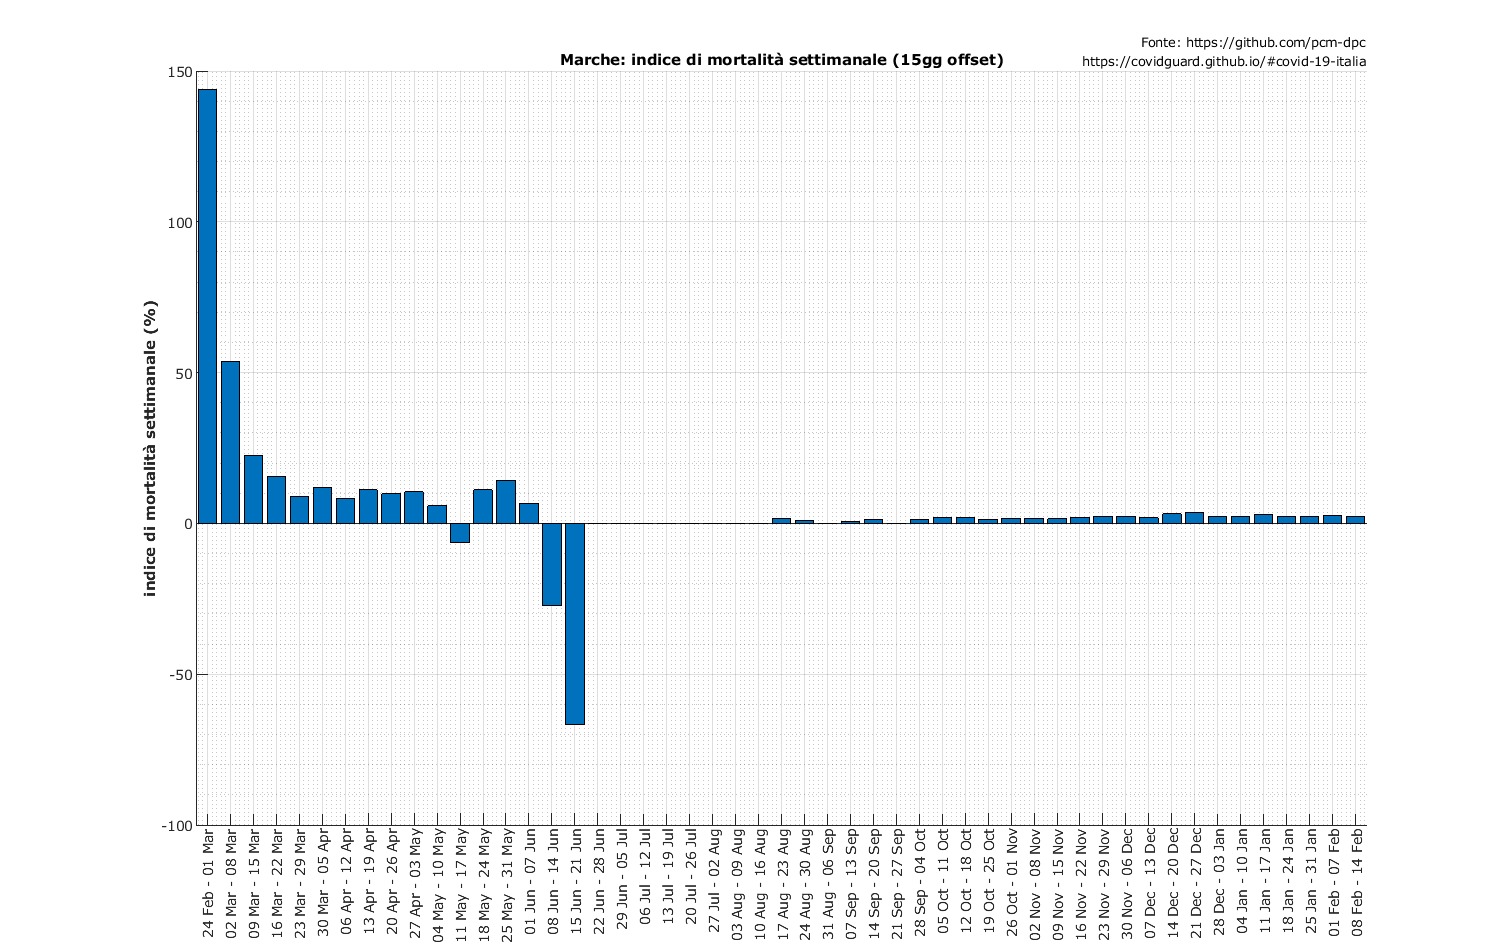 Fonte: https://github.com/pcm-dpc
Marche: indice di mortalità settimanale (15gg offset)
https://covidguard.github.io/#covid-19-italia
indice di mortalità settimanale (%)
150
100
50
0
-50
-100
24 Feb - 01 Mar
02 Mar - 08 Mar
09 Mar - 15 Mar
16 Mar - 22 Mar
23 Mar - 29 Mar
30 Mar - 05 Apr
06 Apr - 12 Apr
13 Apr - 19 Apr
20 Apr - 26 Apr
27 Apr - 03 May
04 May - 10 May
11 May - 17 May
18 May - 24 May
25 May - 31 May
01 Jun - 07 Jun
08 Jun - 14 Jun
15 Jun - 21 Jun
22 Jun - 28 Jun
29 Jun - 05 Jul
06 Jul - 12 Jul
13 Jul - 19 Jul
20 Jul - 26 Jul
27 Jul - 02 Aug
03 Aug - 09 Aug
10 Aug - 16 Aug
17 Aug - 23 Aug
24 Aug - 30 Aug
31 Aug - 06 Sep
07 Sep - 13 Sep
14 Sep - 20 Sep
21 Sep - 27 Sep
28 Sep - 04 Oct
05 Oct - 11 Oct
12 Oct - 18 Oct
19 Oct - 25 Oct
26 Oct - 01 Nov
02 Nov - 08 Nov
09 Nov - 15 Nov
16 Nov - 22 Nov
23 Nov - 29 Nov
30 Nov - 06 Dec
07 Dec - 13 Dec
14 Dec - 20 Dec
21 Dec - 27 Dec
28 Dec - 03 Jan
04 Jan - 10 Jan
11 Jan - 17 Jan
18 Jan - 24 Jan
25 Jan - 31 Jan
01 Feb - 07 Feb
08 Feb - 14 Feb